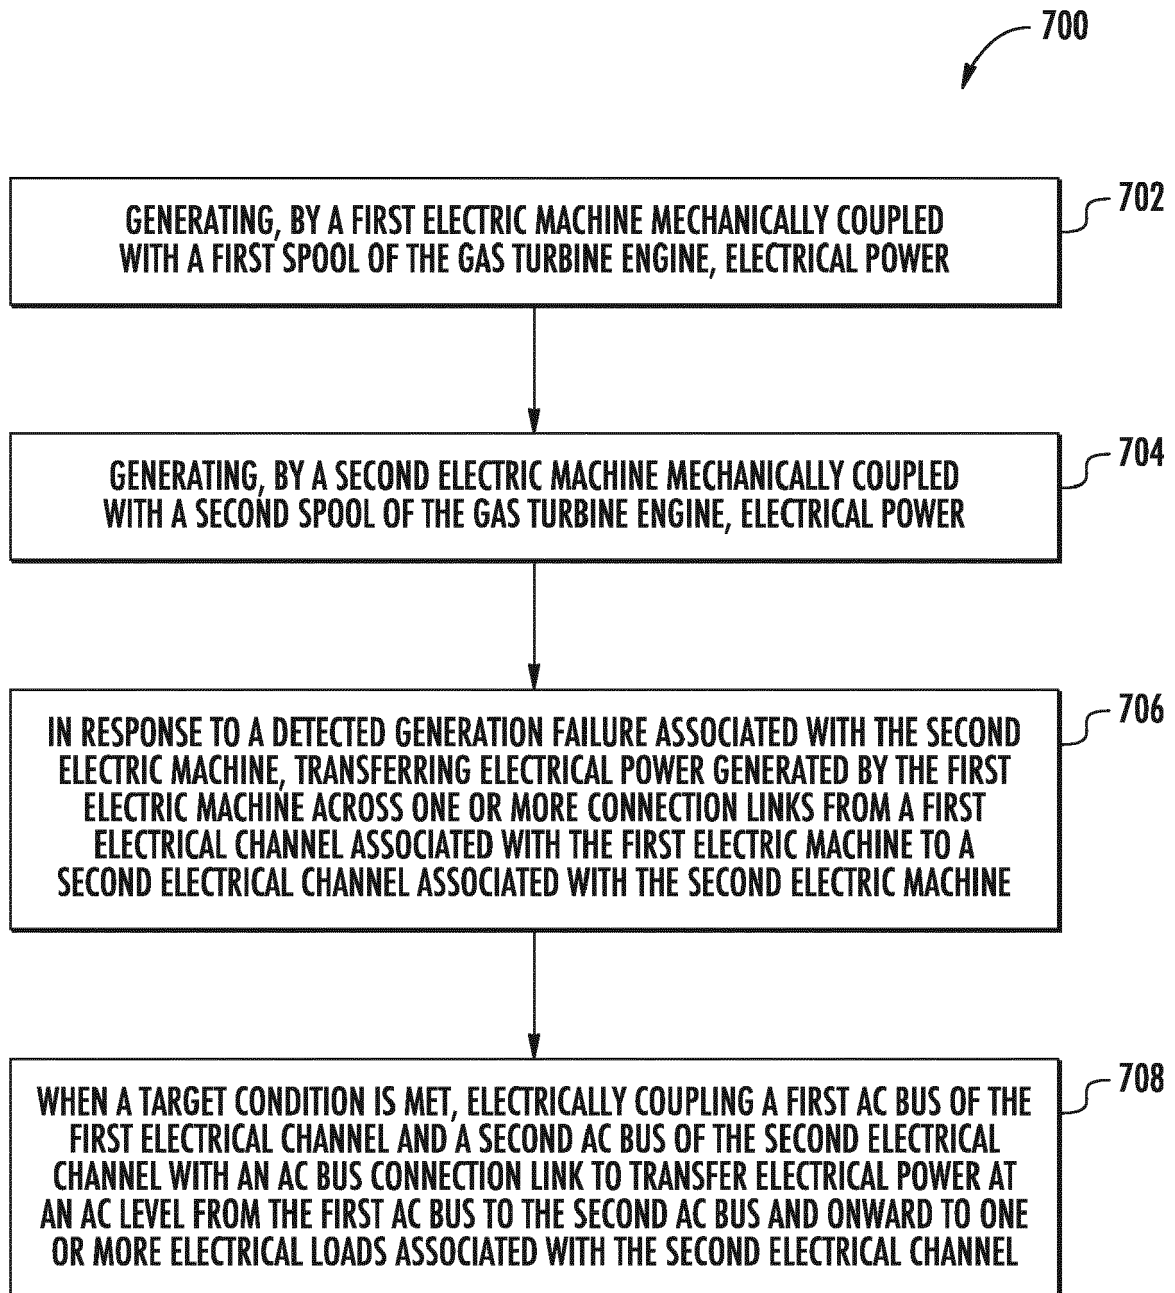 700
702
GENERATING, BY A FIRST ELECTRIC MACHINE MECHANICALLY COUPLED
WITH A FIRST SPOOL OF THE GAS TURBINE ENGINE, ELECTRICAL POWER
704
GENERATING, BY A SECOND ELECTRIC MACHINE MECHANICALLY COUPLED
WITH A SECOND SPOOL OF THE GAS TURBINE ENGINE, ELECTRICAL POWER
706
IN RESPONSE TO A DETECTED GENERATION FAILURE ASSOCIATED WITH THE SECOND
ELECTRIC MACHINE, TRANSFERRING ELECTRICAL POWER GENERATED BY THE FIRST
ELECTRIC MACHINE ACROSS ONE OR MORE CONNECTION LINKS FROM A FIRST
ELECTRICAL CHANNEL ASSOCIATED WITH THE FIRST ELECTRIC MACHINE TO A
SECOND ELECTRICAL CHANNEL ASSOCIATED WITH THE SECOND ELECTRIC MACHINE
708
WHEN A TARGET CONDITION IS MET, ELECTRICALLY COUPLING A FIRST AC BUS OF THE
FIRST ELECTRICAL CHANNEL AND A SECOND AC BUS OF THE SECOND ELECTRICAL
CHANNEL WITH AN AC BUS CONNECTION LINK TO TRANSFER ELECTRICAL POWER AT
AN AC LEVEL FROM THE FIRST AC BUS TO THE SECOND AC BUS AND ONWARD TO ONE
OR MORE ELECTRICAL LOADS ASSOCIATED WITH THE SECOND ELECTRICAL CHANNEL